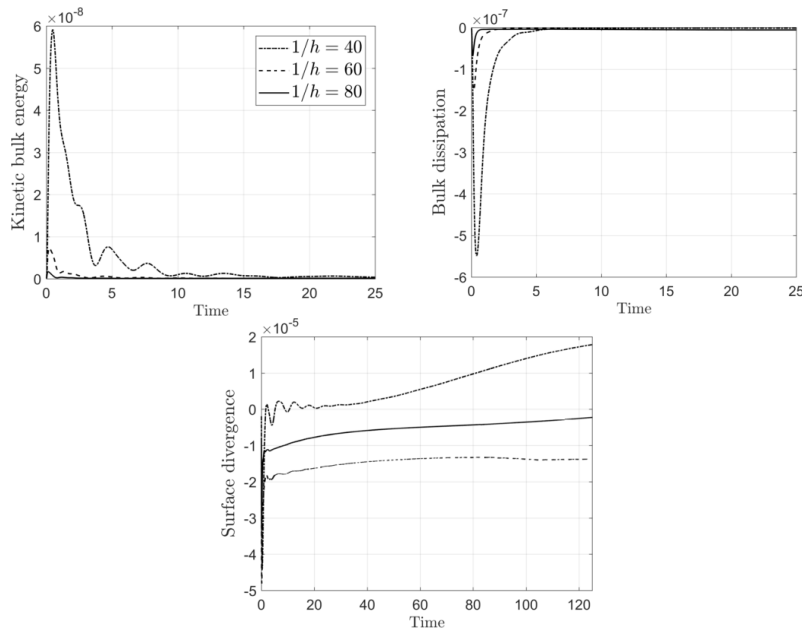 ×10⁻⁸
6
5
4
3
2
1
0
0 5 10 15 20 25
Time
Kinetic bulk energy
1/h = 40
1/h = 60
1/h = 80
×10⁻⁷
0
-1
-2
-3
-4
-5
-6
0 5 10 15 20 25
Time
Bulk dissipation
×10⁻⁵
2
1
0
-1
-2
-3
-4
-5
0 20 40 60 80 100 120
Time
Surface divergence